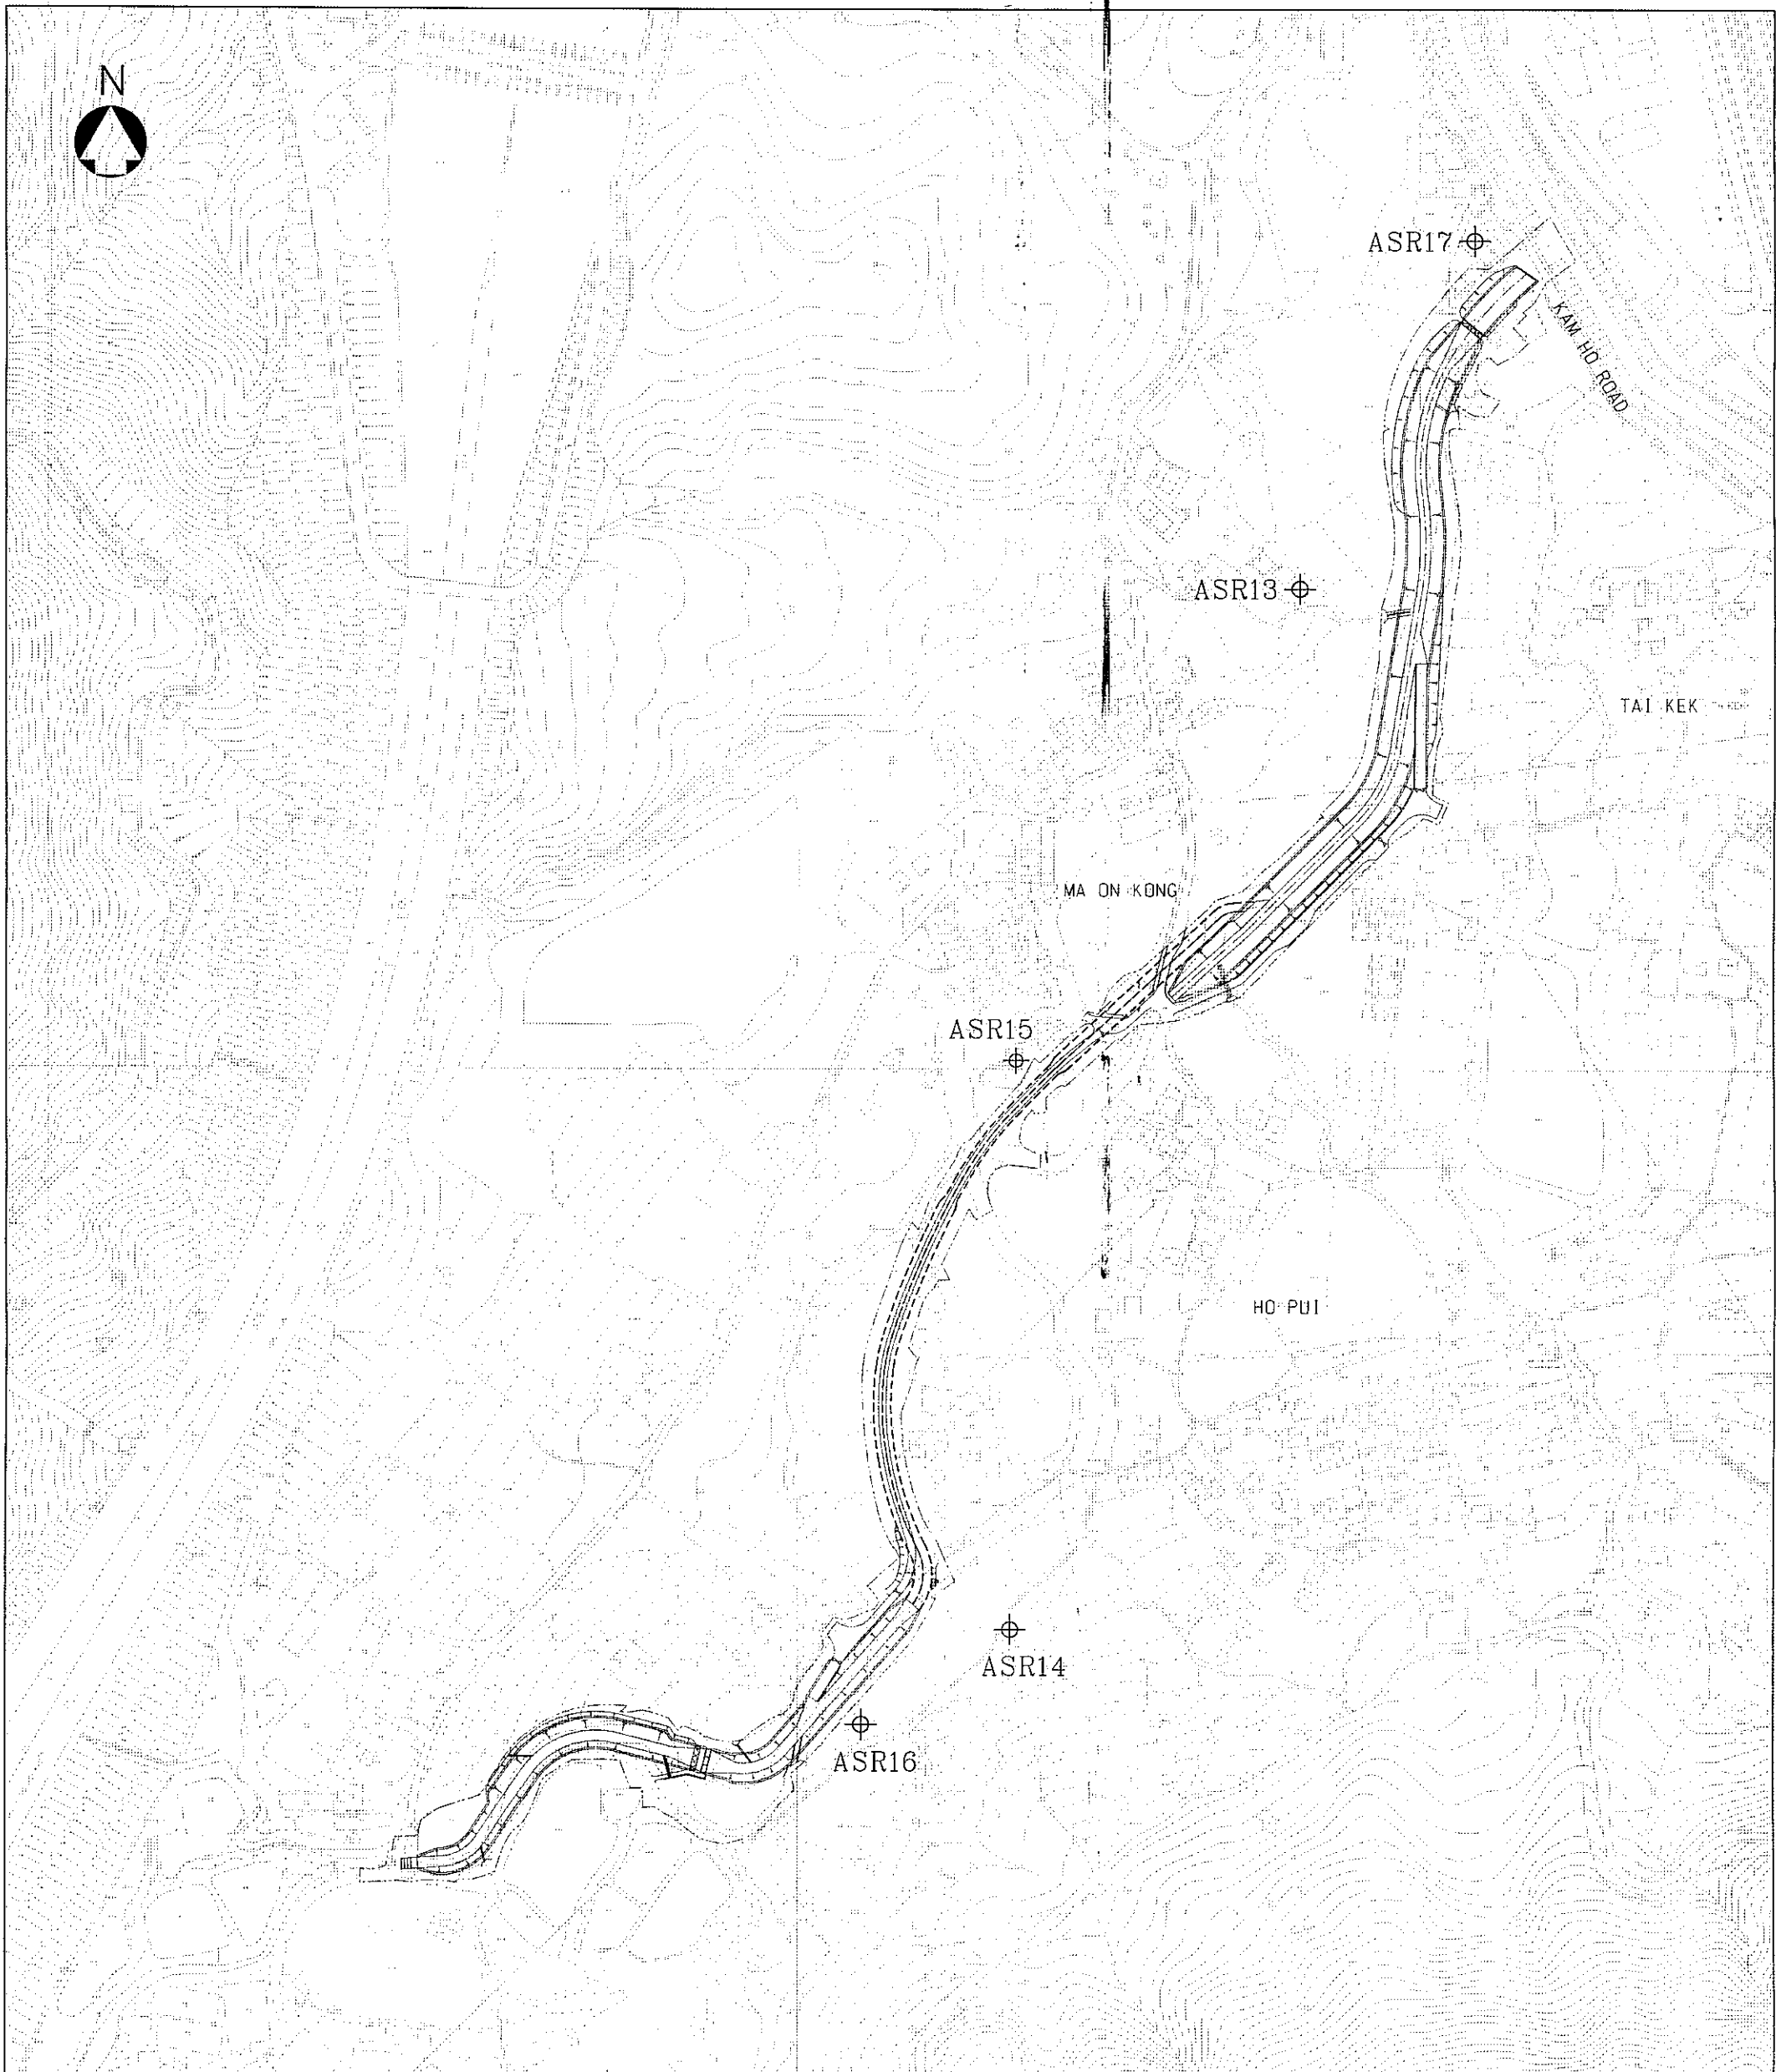 N
ASR17
KAM HO ROAD
ASR13
TAI KEK
MA ON KONG
ASR15
HO PUI
ASR14
ASR16